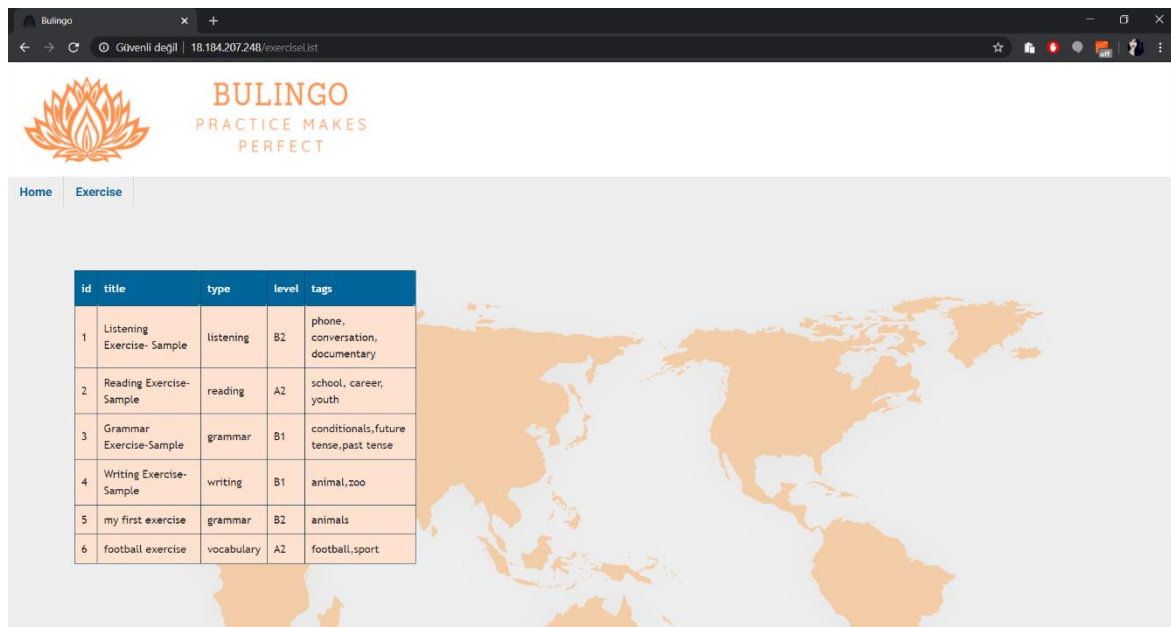 Bulingo
Güvenli değil | 18.184.207.248/exerciseList
off
BULINGO
PRACTICE MAKES
PERFECT
Home Exercise
id title type level tags
1 Listening Exercise- Sample listening B2 phone, conversation, documentary
2 Reading Exercise- Sample reading A2 school, career, youth
3 Grammar Exercise-Sample grammar B1 conditionals,future tense,past tense
4 Writing Exercise- Sample writing B1 animal,zoo
5 my first exercise grammar B2 animals
6 football exercise vocabulary A2 football,sport